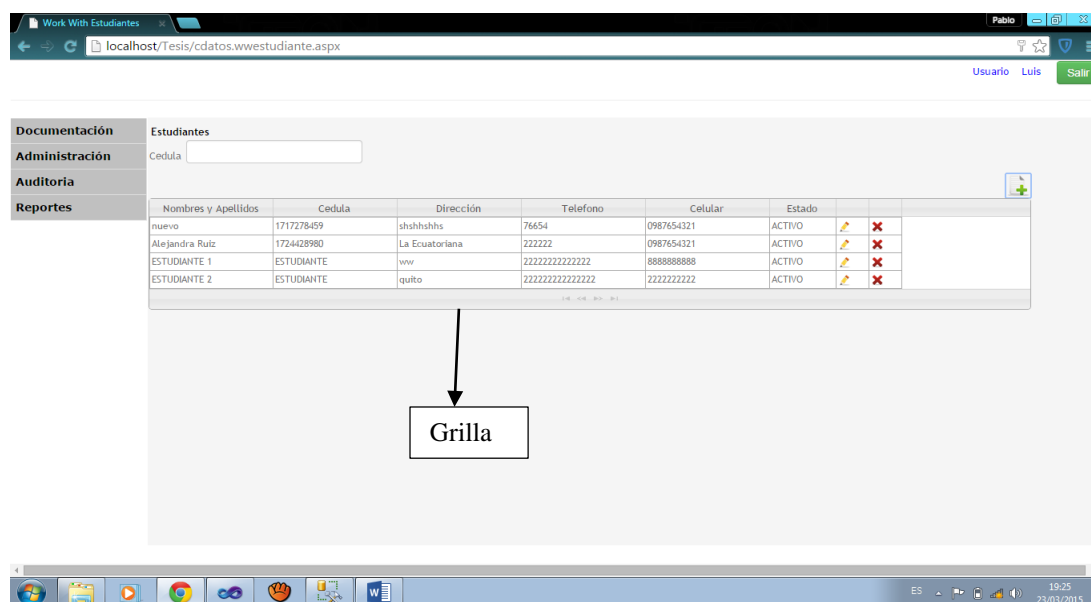 Work With Estudiantes
Pablo
localhost/Tesis/cdatos.wwestudiante.aspx
Usuario Luis Salir
Documentación
Administración
Auditoria
Reportes
Estudiantes
Cedula
Nombres y Apellidos Cedula Dirección Telefono Celular Estado
nuevo 1717278459 shshhshhs 76654 0987654321 ACTIVO
Alejandra Ruiz 1724428980 La Ecuatoriana 222222 0987654321 ACTIVO
ESTUDIANTE 1 ESTUDIANTE ww 22222222222222 8888888888 ACTIVO
ESTUDIANTE 2 ESTUDIANTE quito 222222222222222 2222222222 ACTIVO
Grilla
ES 19:25
23/03/2015